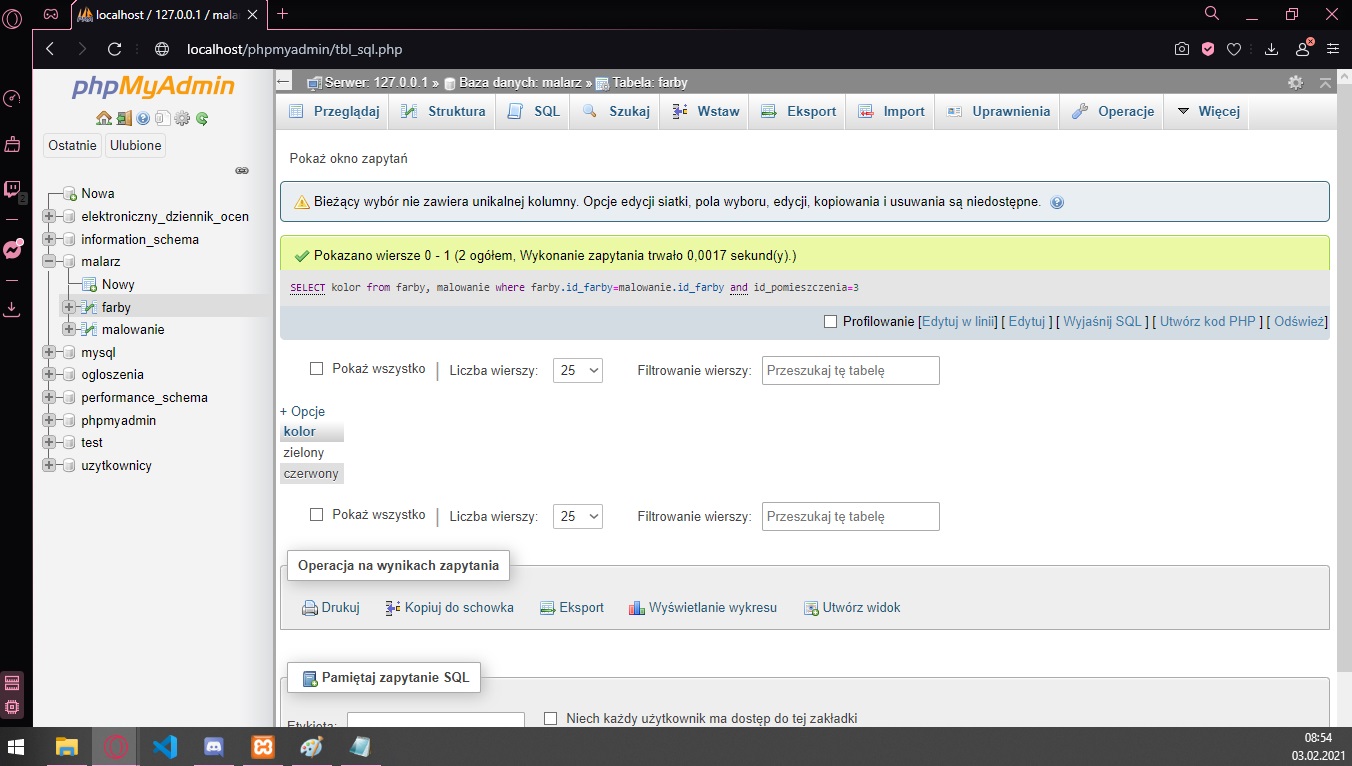 localhost / 127.0.0.1 / mala
localhost/phpmyadmin/tbl_sql.php
phpMyAdmin
Ostatnie
Ulubione
Nowa
elektroniczny_dziennik_ocen
information_schema
malarz
Nowy
farby
malowanie
mysql
ogloszenia
performance_schema
phpmyadmin
test
uzytkownicy
2
Serwer: 127.0.0.1 » Baza danych: malarz » Tabela: farby
Przeglądaj Struktura SQL Szukaj Wstaw Eksport Import Uprawnienia Operacje Więcej
Pokaż okno zapytań
Bieżący wybór nie zawiera unikalnej kolumny. Opcje edycji siatki, pola wyboru, edycji, kopiowania i usuwania są niedostępne.
Pokazano wiersze 0 - 1 (2 ogółem, Wykonanie zapytania trwało 0,0017 sekund(y).)
SELECT kolor from farby, malowanie where farby.id_farby=malowanie.id_farby and id_pomieszczenia=3
Profilowanie [Edytuj w linii] [ Edytuj ] [ Wyjaśnij SQL ] [ Utwórz kod PHP ] [ Odśwież]
Pokaż wszystko | Liczba wierszy: 25 Filtrowanie wierszy: Przeszukaj tę tabelę
+ Opcje
kolor
zielony
czerwony
Pokaż wszystko | Liczba wierszy: 25 Filtrowanie wierszy: Przeszukaj tę tabelę
Operacja na wynikach zapytania
Drukuj Kopiuj do schowka Eksport Wyświetlanie wykresu Utwórz widok
Pamiętaj zapytanie SQL
Etykieta: Niech każdy użytkownik ma dostęp do tej zakładki
08:54
03.02.2021